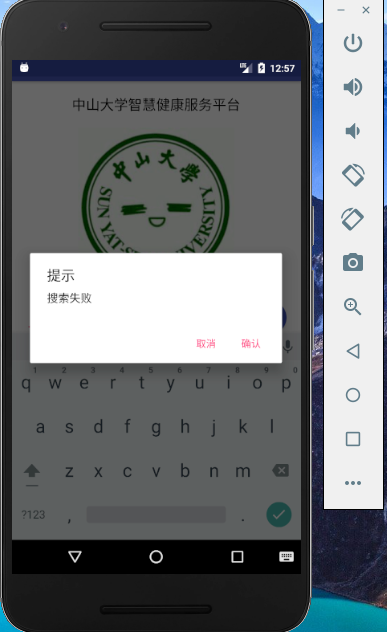 LTE 12:57
中山大学智慧健康服务平台
中山大学
SUN YAT-SEN UNIVERSITY
提示
搜索失败
取消 确认
1 2 3 4 5 6 7 8 9 0
q w e r t y u i o p
a s d f g h j k l
z x c v b n m
?123 , .